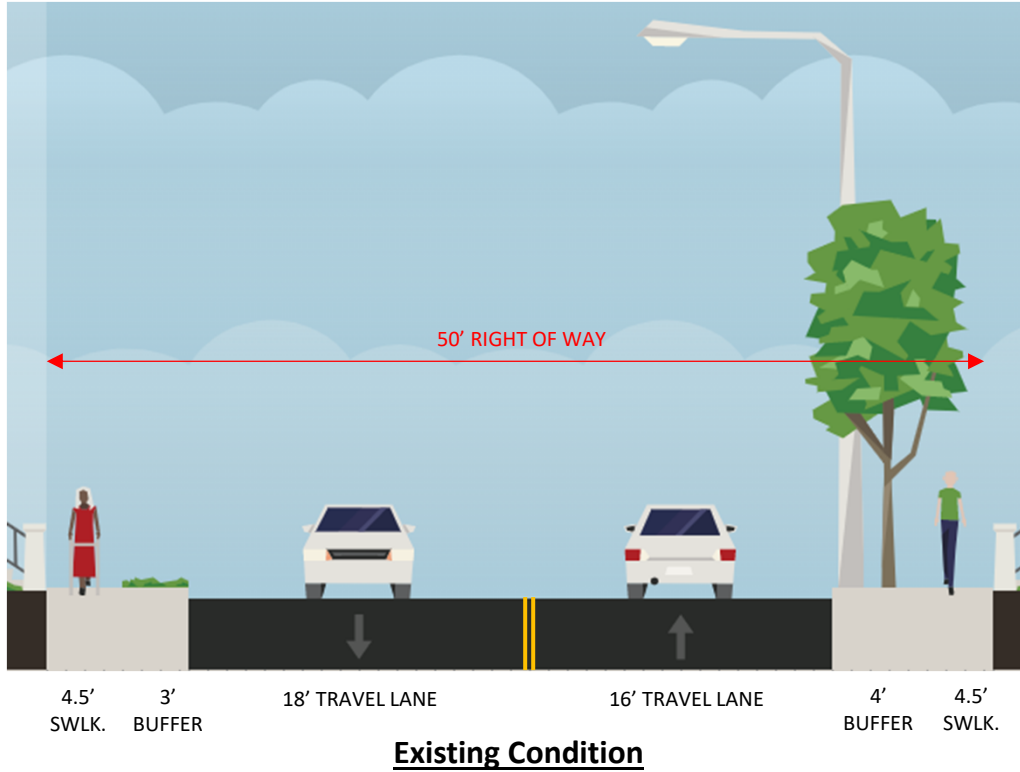 50’ RIGHT OF WAY
4.5’ SWLK.
3’ BUFFER
18’ TRAVEL LANE
16’ TRAVEL LANE
4’ BUFFER
4.5’ SWLK.
Existing Condition